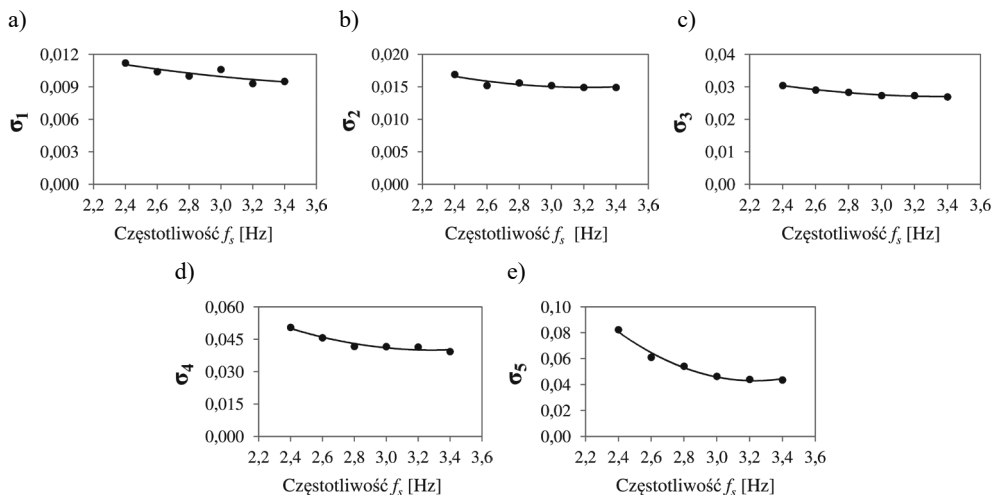 a)
0,012
0,009
0,006
0,003
0,000
σ1
2,2 2,4 2,6 2,8 3,0 3,2 3,4 3,6
Częstotliwość fs [Hz]
b)
0,020
0,015
0,010
0,005
0,000
σ2
2,2 2,4 2,6 2,8 3,0 3,2 3,4 3,6
Częstotliwość fs [Hz]
c)
0,04
0,03
0,02
0,01
0,00
σ3
2,2 2,4 2,6 2,8 3,0 3,2 3,4 3,6
Częstotliwość fs [Hz]
d)
0,060
0,045
0,030
0,015
0,000
σ4
2,2 2,4 2,6 2,8 3,0 3,2 3,4 3,6
Częstotliwość fs [Hz]
e)
0,10
0,08
0,06
0,04
0,02
0,00
σ5
2,2 2,4 2,6 2,8 3,0 3,2 3,4 3,6
Częstotliwość fs [Hz]